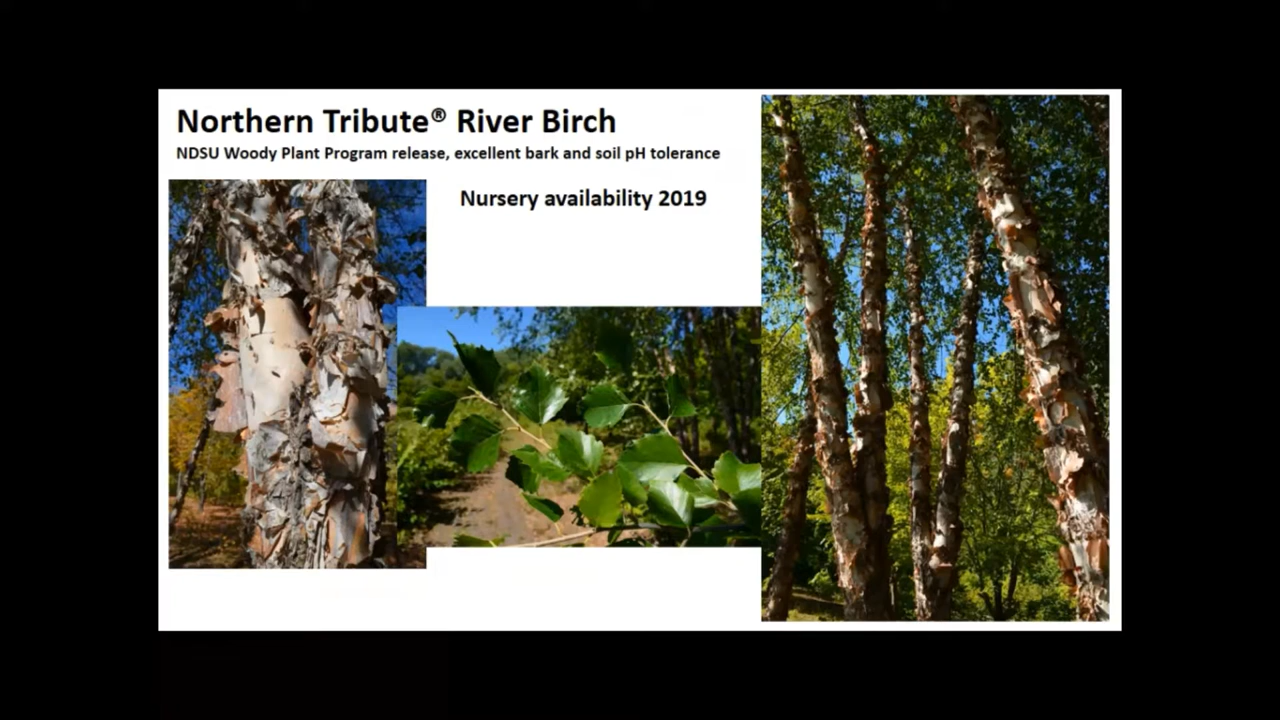 Northern Tribute® River Birch
NDSU Woody Plant Program release, excellent bark and soil pH tolerance
Nursery availability 2019